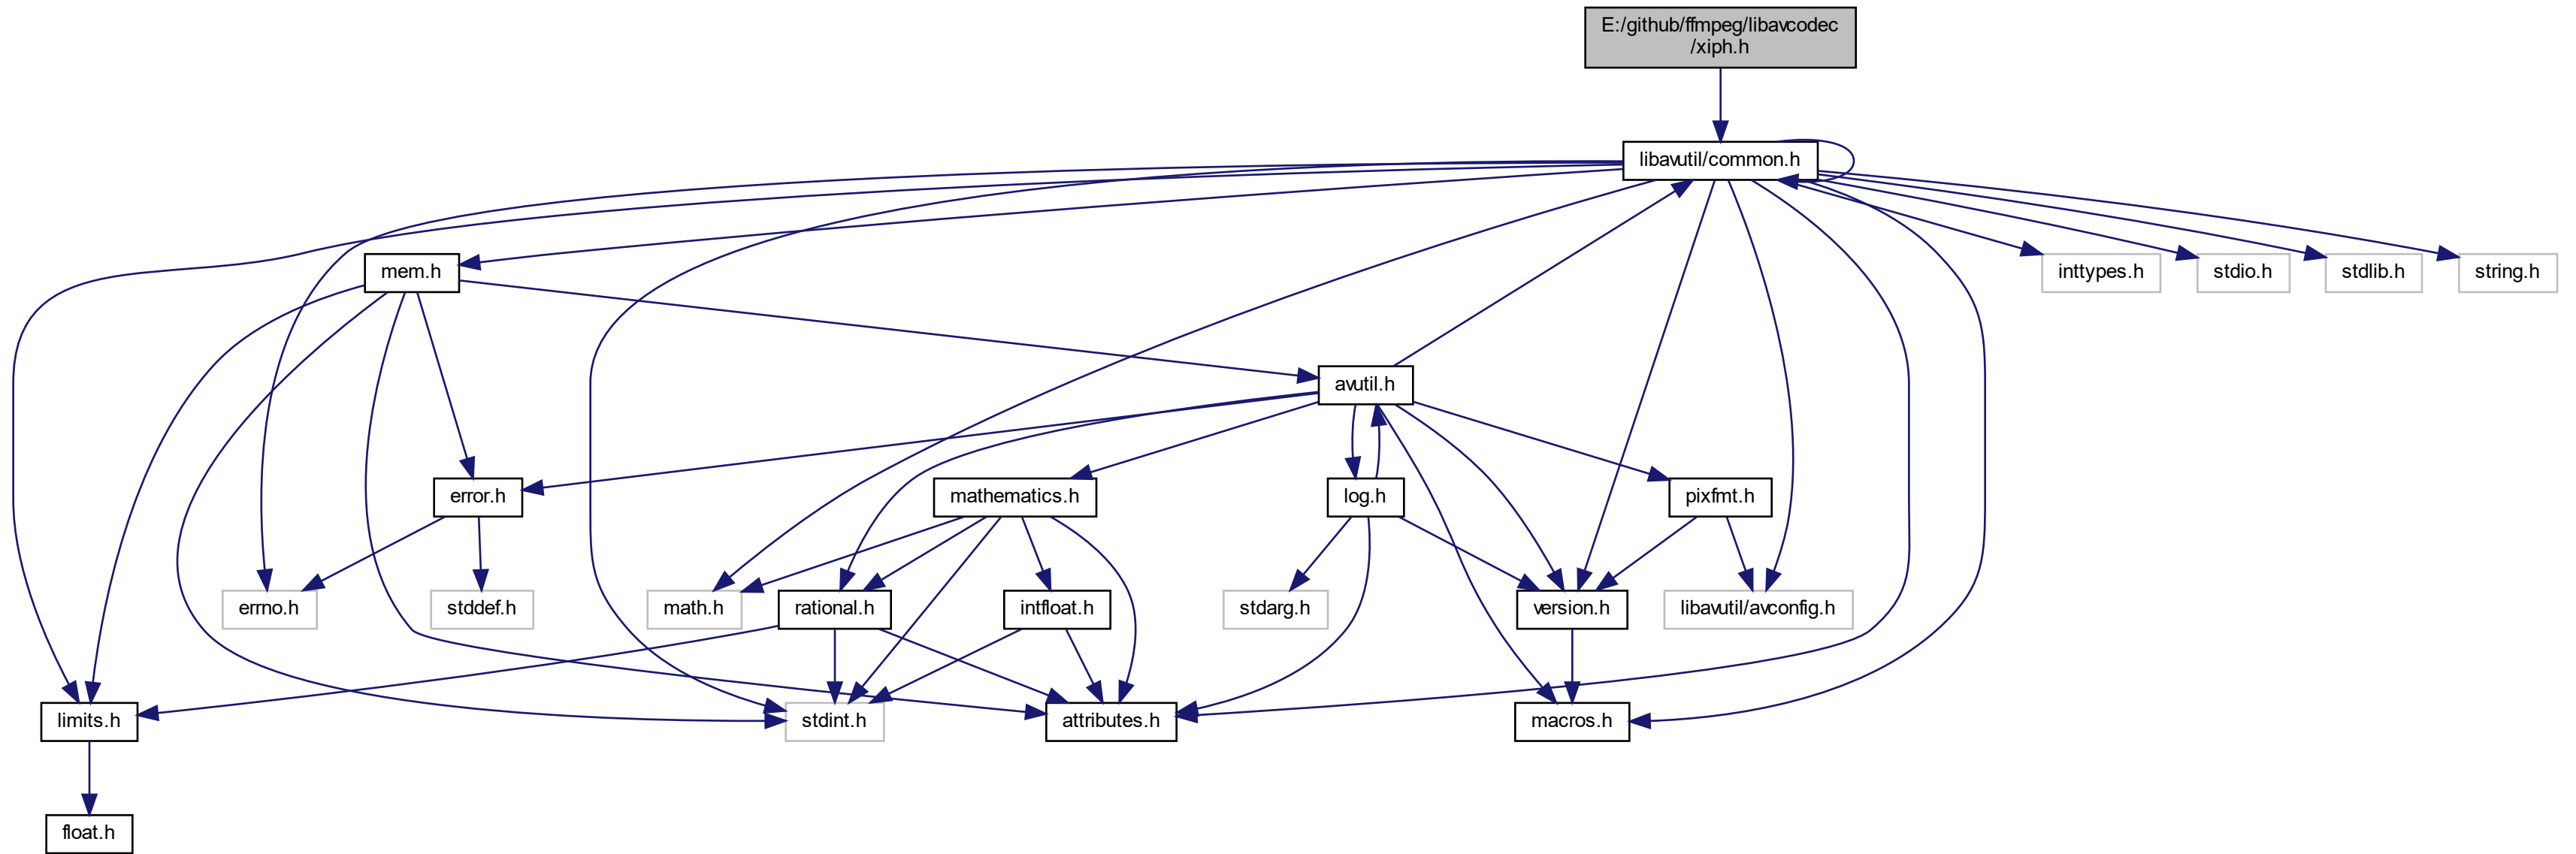 E:/github/ffmpeg/libavcodec
/xiph.h
libavutil/common.h
mem.h
inttypes.h
stdio.h
stdlib.h
string.h
avutil.h
error.h
mathematics.h
log.h
pixfmt.h
errno.h
stddef.h
math.h
rational.h
intfloat.h
stdarg.h
version.h
libavutil/avconfig.h
limits.h
stdint.h
attributes.h
macros.h
float.h